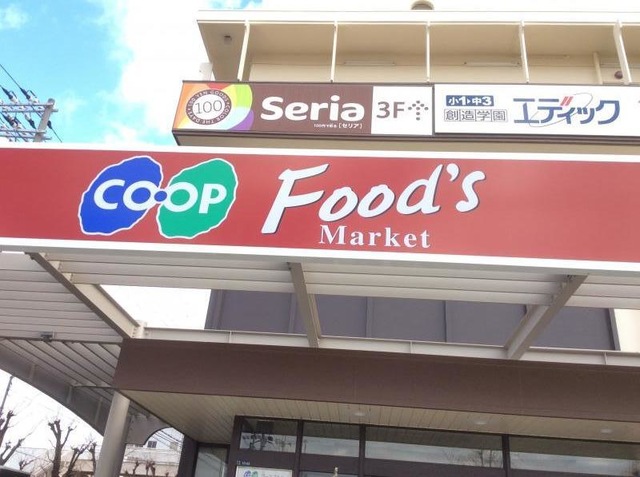 100
Seria
[セリア]
3F
小1▶中3
創造学園
エディック
CO·OP
Food's
Market